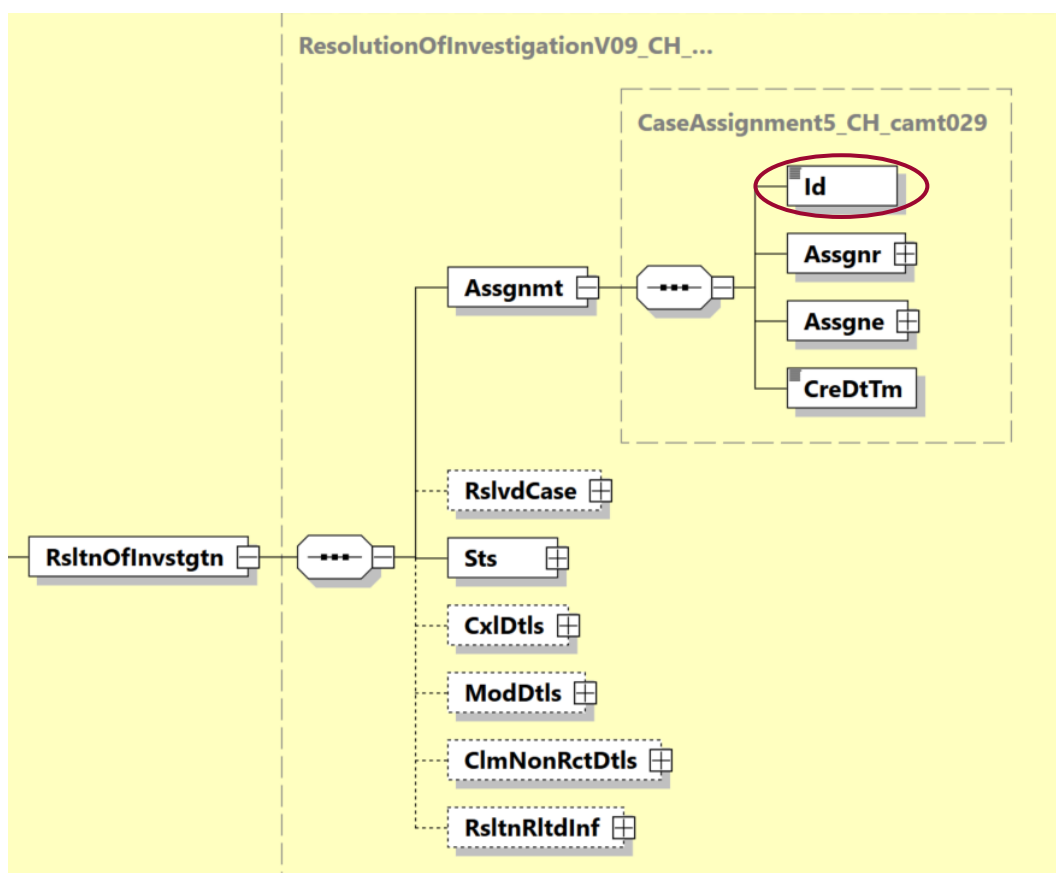 ResolutionOfInvestigationV09_CH_...
CaseAssignment5_CH_camt029
Id
Assgnr
Assgne
CreDtTm
Assgnmt
RslvdCase
Sts
CxlDtls
ModDtls
ClmNonRctDtls
RsltnRltdInf
RsltnOfInvstgtn